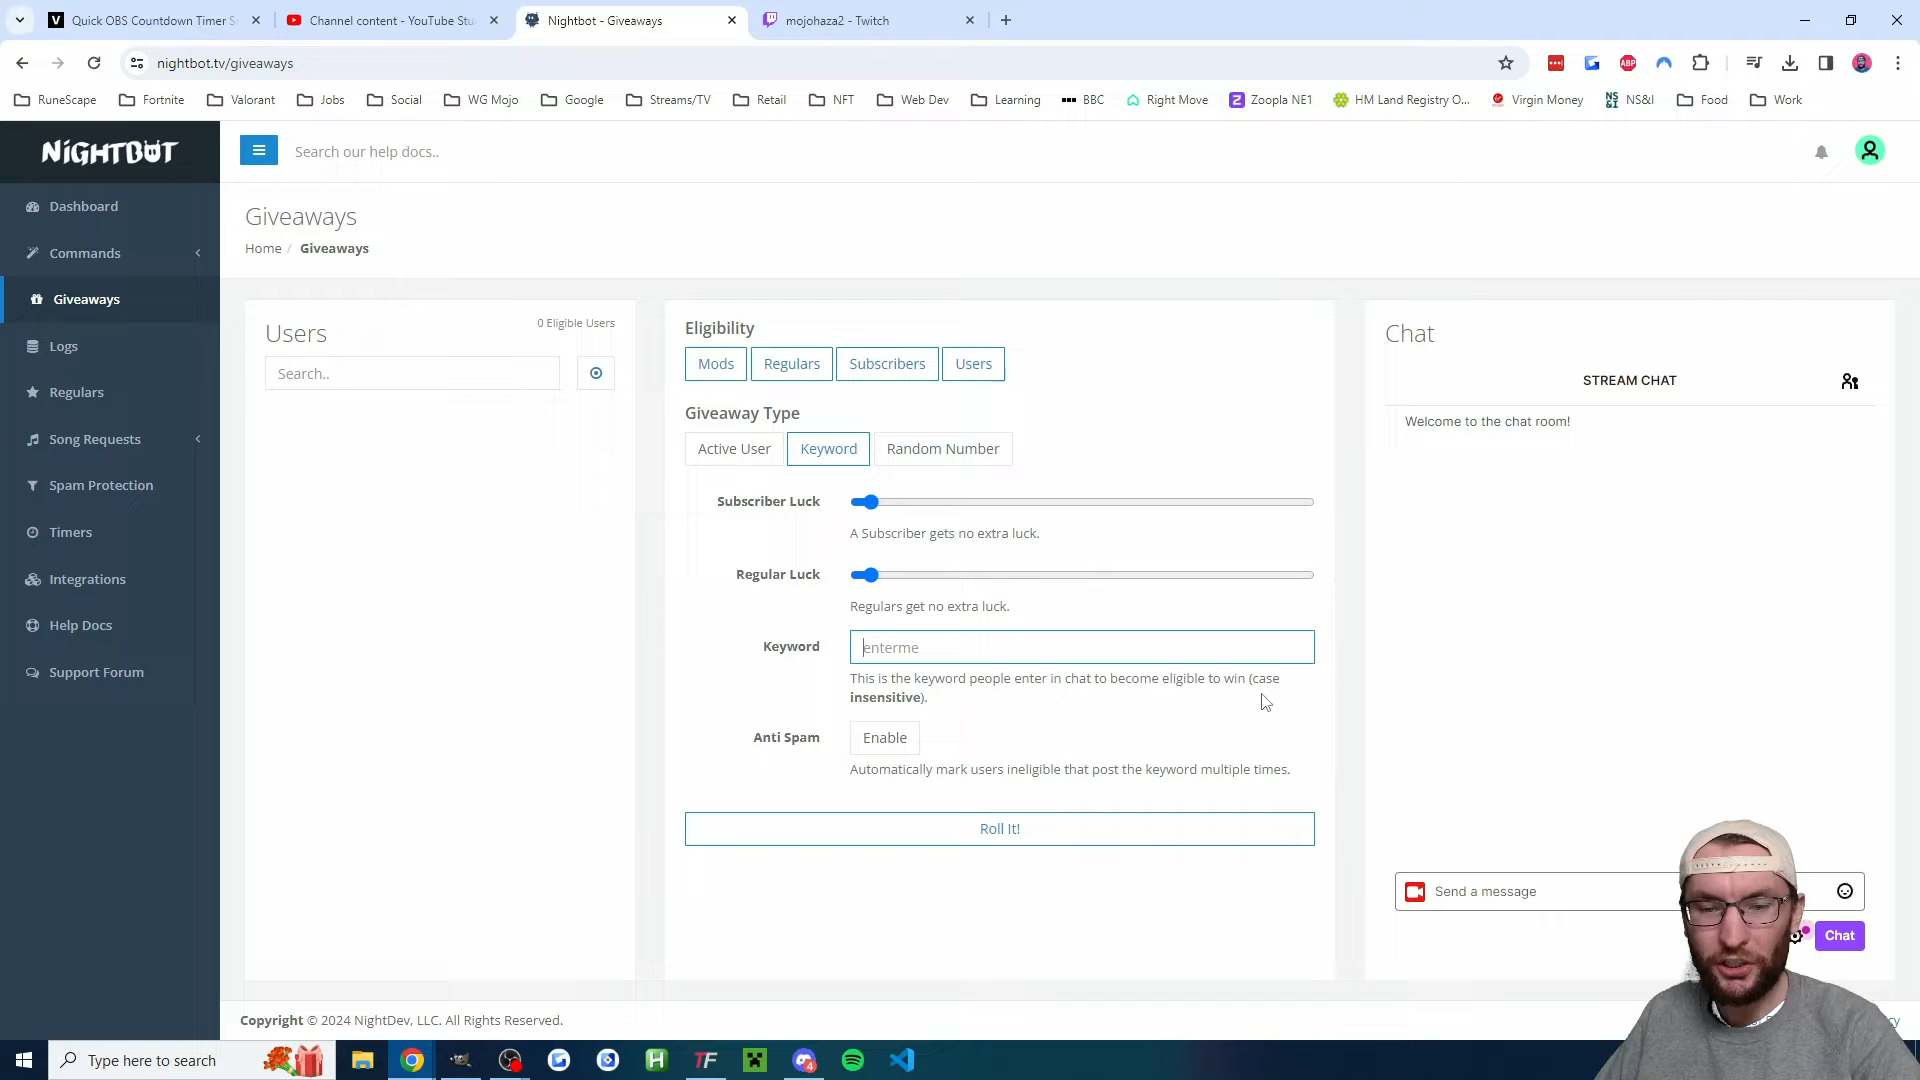 Quick OBS Countdown Timer S
Channel content - YouTube Stu
Nightbot - Giveaways
mojohaza2 - Twitch
nightbot.tv/giveaways
ABP
RuneScape
Fortnite
Valorant
Jobs
Social
WG Mojo
Google
Streams/TV
Retail
NFT
Web Dev
Learning
BBC
Right Move
Zoopla NE1
HM Land Registry O...
Virgin Money
NS&I
Food
Work
NiGHTBOT
Search our help docs..
Dashboard
Commands
Giveaways
Logs
Regulars
Song Requests
Spam Protection
Timers
Integrations
Help Docs
Support Forum
Giveaways
Home / Giveaways
Users
0 Eligible Users
Search..
Eligibility
Mods
Regulars
Subscribers
Users
Giveaway Type
Active User
Keyword
Random Number
Subscriber Luck
A Subscriber gets no extra luck.
Regular Luck
Regulars get no extra luck.
Keyword
enterme
This is the keyword people enter in chat to become eligible to win (case
insensitive).
Anti Spam
Enable
Automatically mark users ineligible that post the keyword multiple times.
Roll It!
Chat
STREAM CHAT
Welcome to the chat room!
Send a message
Chat
Copyright © 2024 NightDev, LLC. All Rights Reserved.
Type here to search